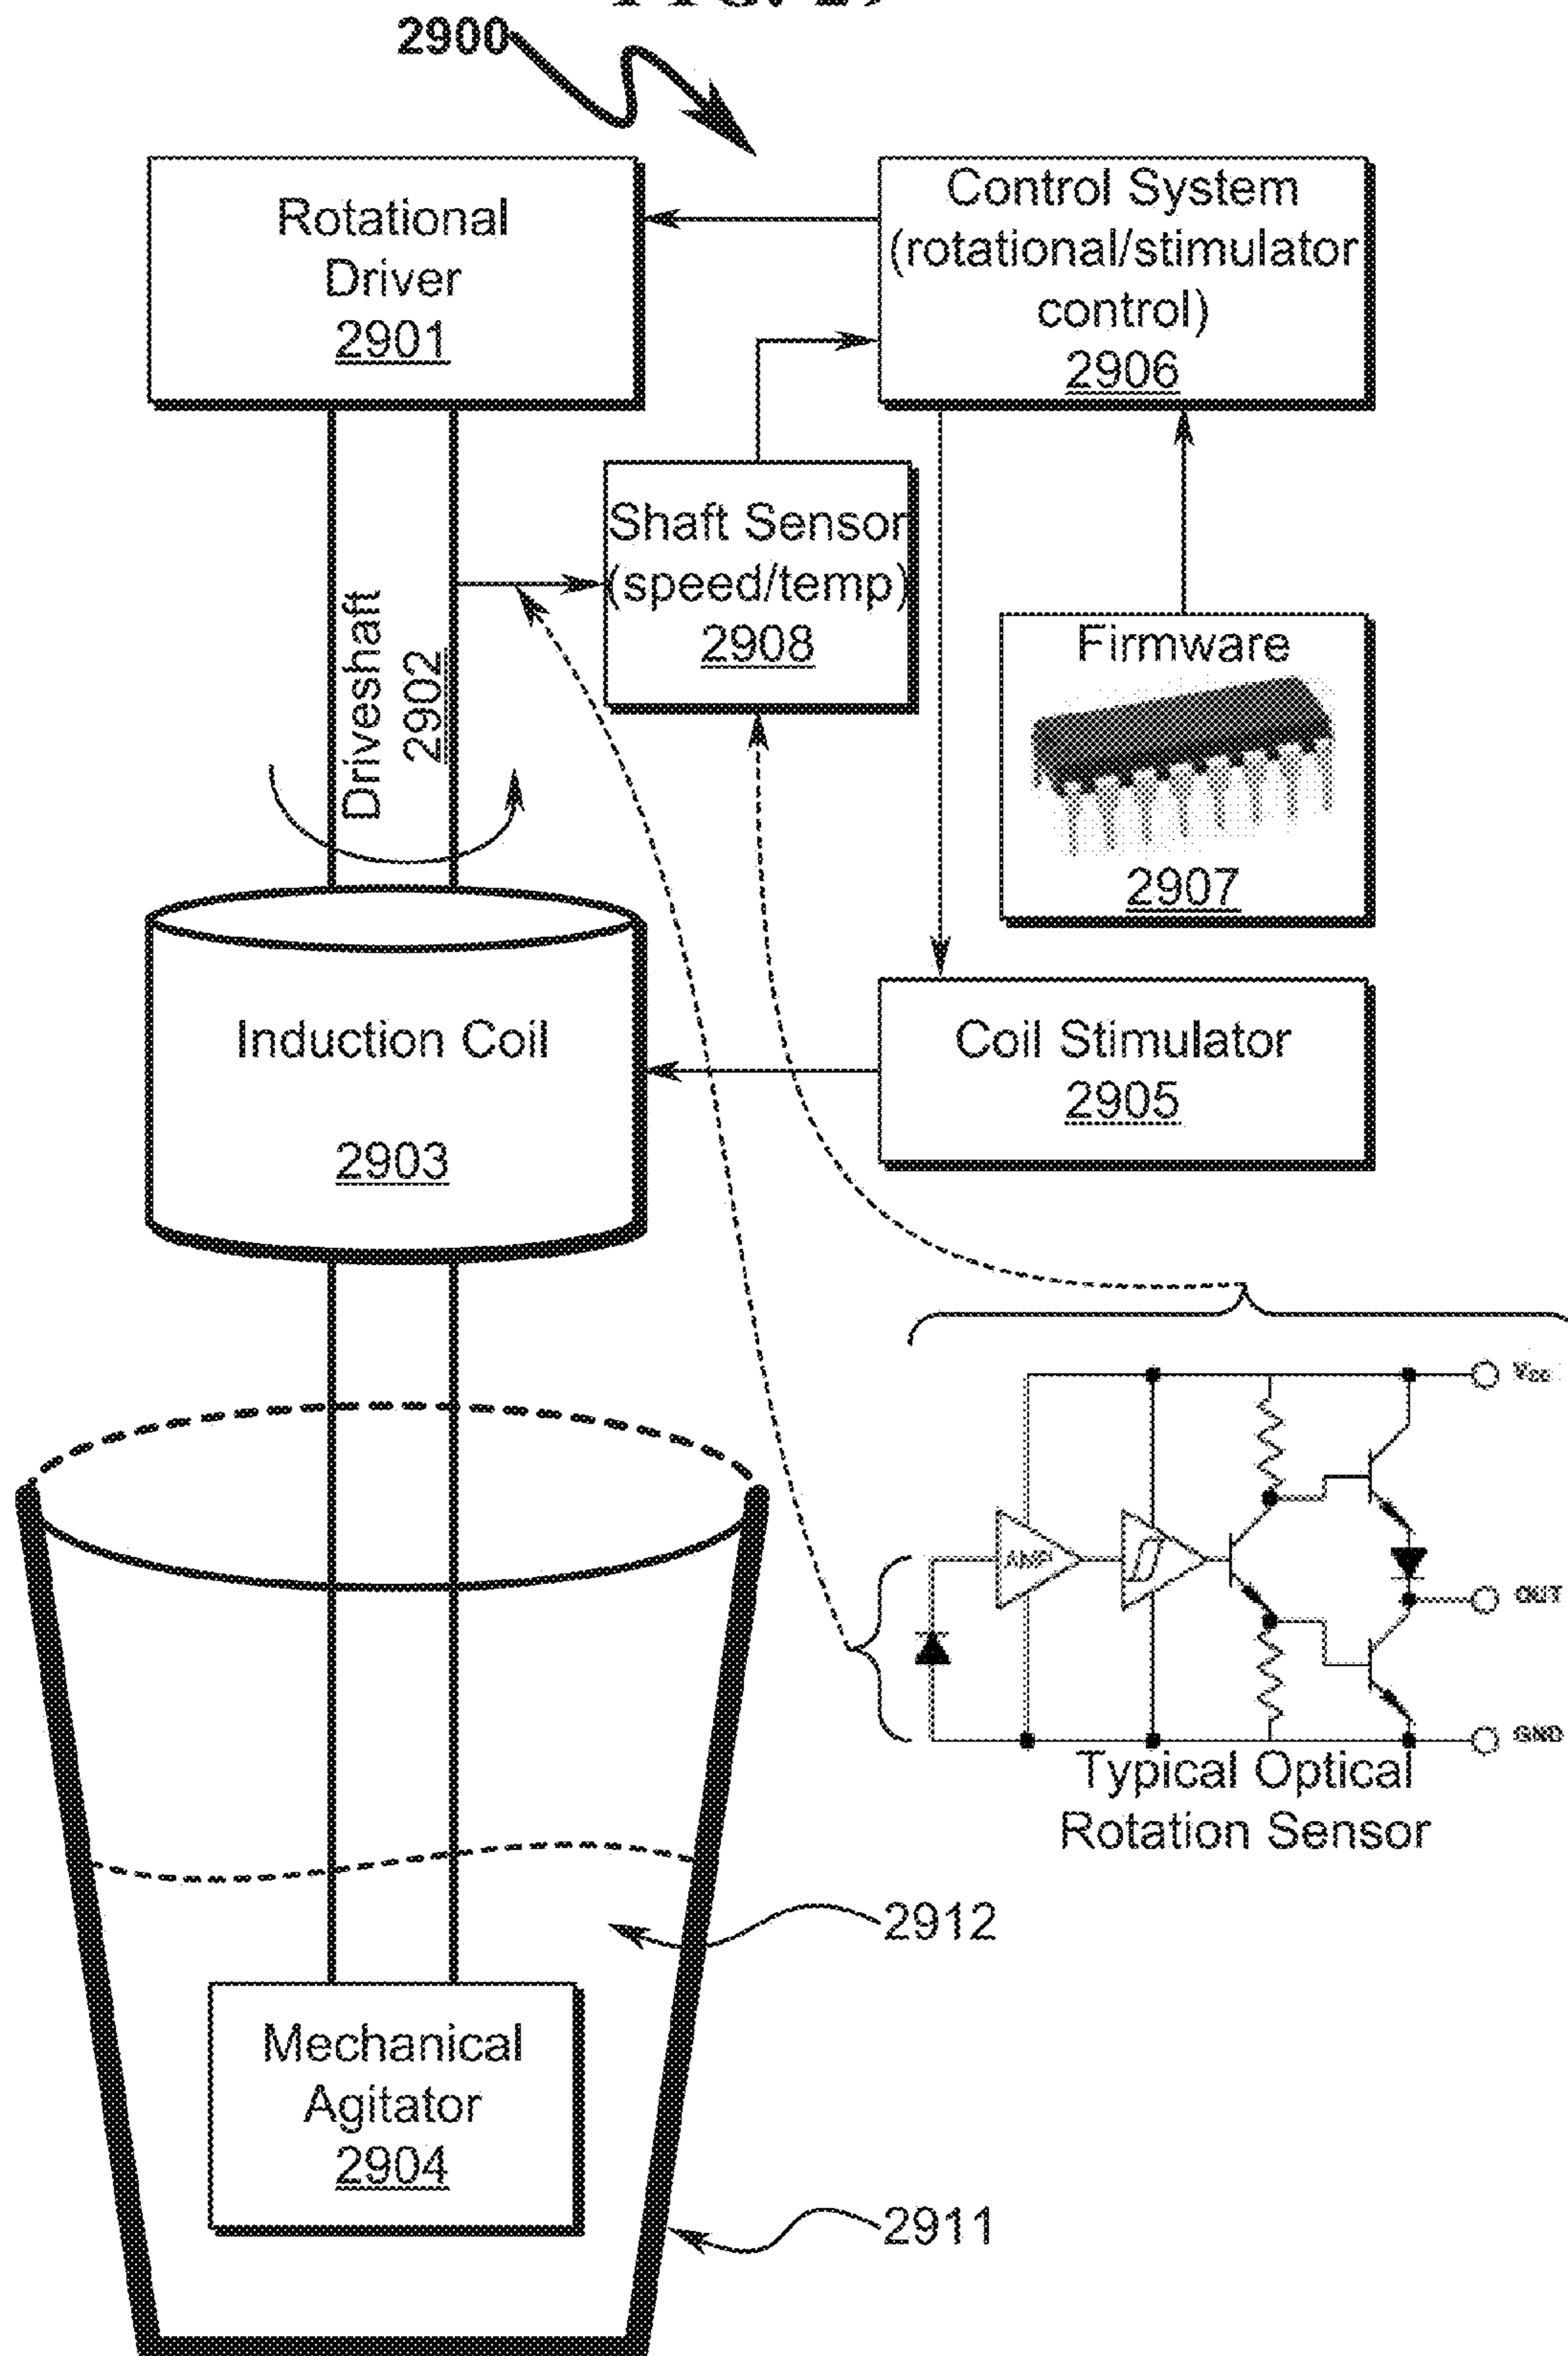 2900
Rotational
Driver
2901
Control System
(rotational/stimulator
control)
2906
Shaft Sensor
(speed/temp)
2908
Driveshaft
2902
Firmware
2907
Induction Coil
2903
Coil Stimulator
2905
Vcc
AMP
OUT
GND
Typical Optical
Rotation Sensor
2912
Mechanical
Agitator
2904
2911